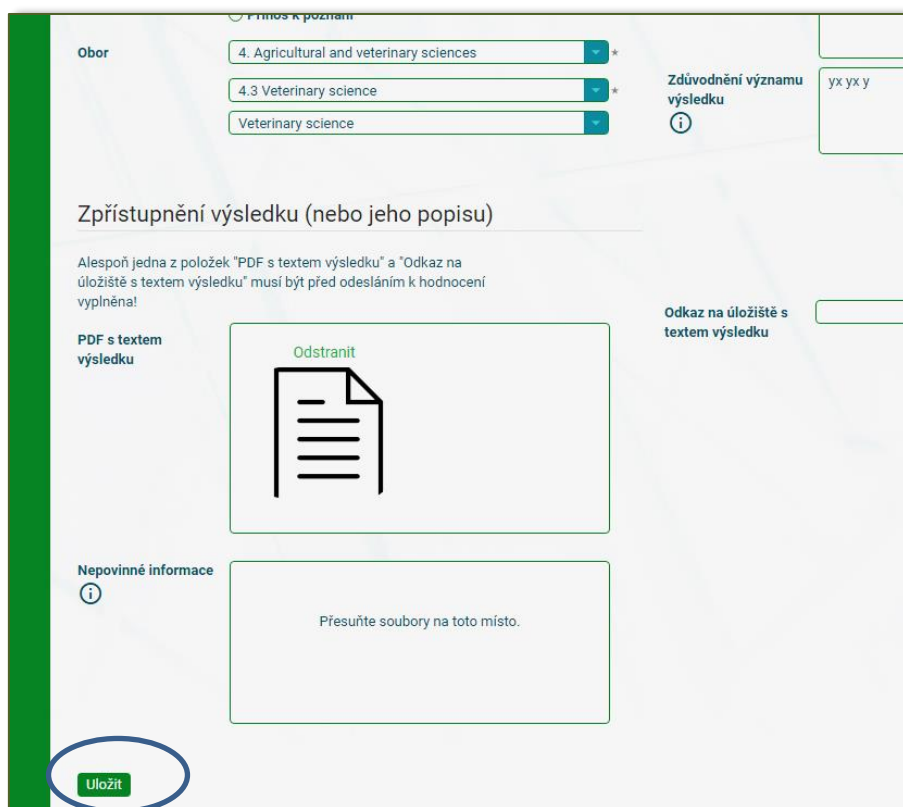 Přínos k poznání
Obor
4. Agricultural and veterinary sciences
*
4.3 Veterinary science
*
Veterinary science
Zdůvodnění významu
výsledku
yx yx y
Zpřístupnění výsledku (nebo jeho popisu)
Alespoň jedna z položek "PDF s textem výsledku" a "Odkaz na
úložiště s textem výsledku" musí být před odesláním k hodnocení
vyplněna!
PDF s textem
výsledku
Odstranit
Odkaz na úložiště s
textem výsledku
Nepovinné informace
Přesuňte soubory na toto místo.
Uložit